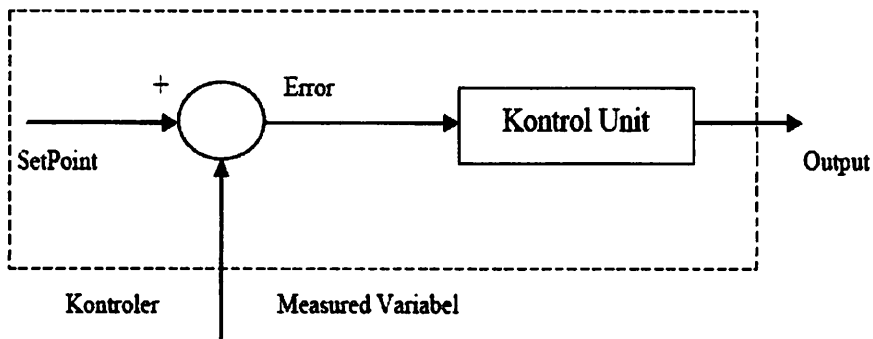 +
Error
Kontrol Unit
SetPoint
Output
Kontroler
Measured Variabel